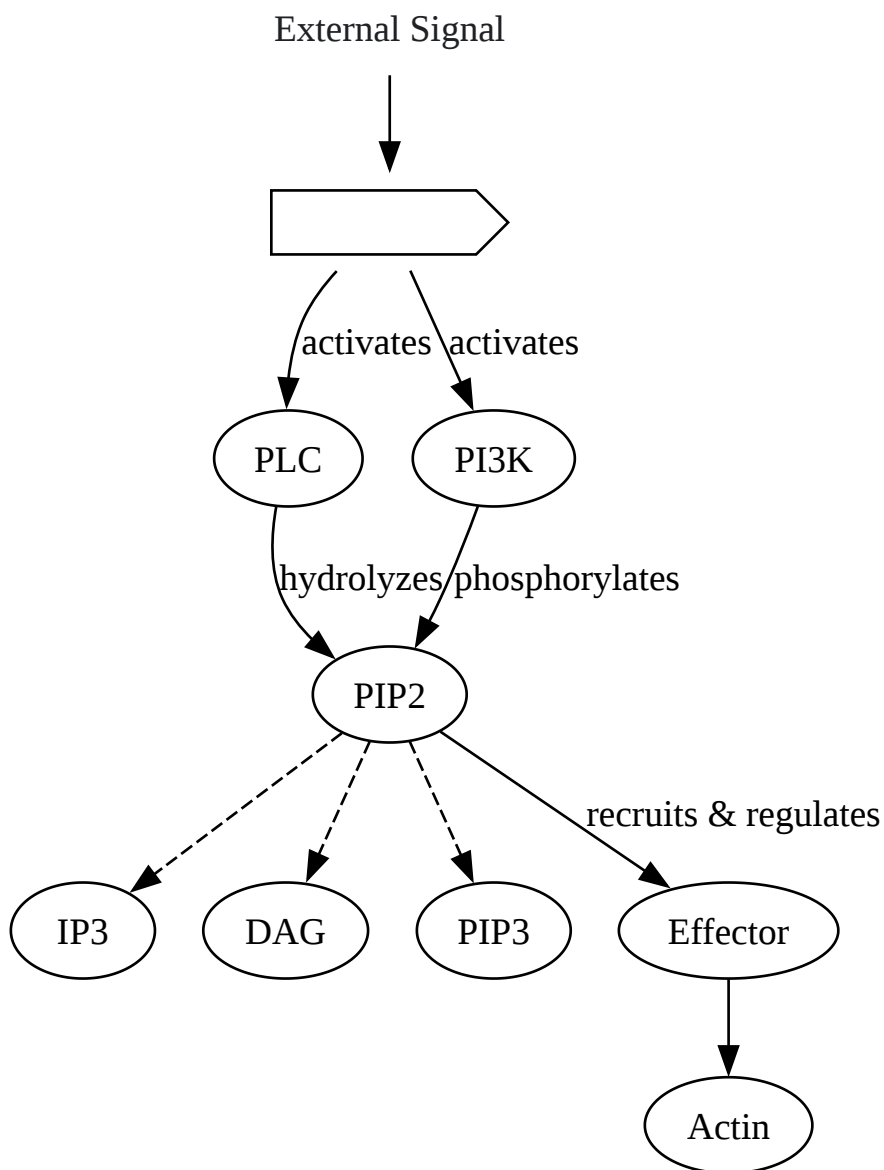 External Signal
activates
activates
PLC
PI3K
hydrolyzes
phosphorylates
PIP2
recruits & regulates
IP3
DAG
PIP3
Effector
Actin